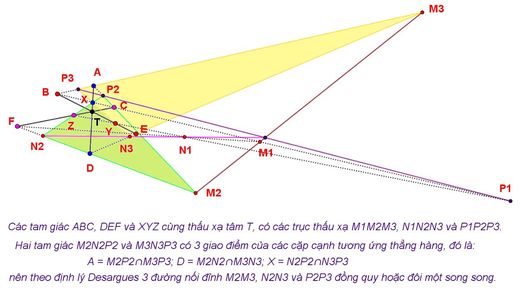 M3
P3
A
B
P2
X
C
F
Z
T
Y
E
N2
N3
N1
M1
D
M2
P1
Các tam giác ABC, DEF và XYZ cùng thấu xạ tâm T, có các trục thấu xạ M1M2M3, N1N2N3 và P1P2P3.
Hai tam giác M2N2P2 và M3N3P3 có 3 giao điểm của các cặp cạnh tương ứng thẳng hàng, đó là:
A = M2P2∩M3P3; D = M2N2∩M3N3; X = N2P2∩N3P3
nên theo định lý Desargues 3 đường nối đỉnh M2M3, N2N3 và P2P3 đồng quy hoặc đôi một song song.